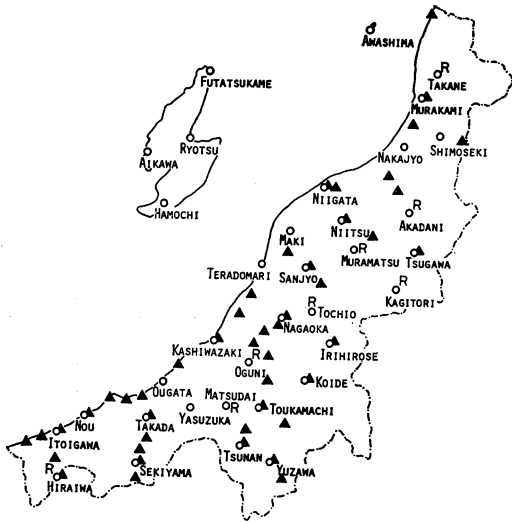 AWASHIMA
R
TAKANE
FUTATSUKAME
MURAKAMI
RYOTSU
SHIMOSEKI
NAKAJYO
AIKAWA
HAMOCHI
NIIGATA
R
AKADANI
NIITSU
MAKI
R
MURAMATSU
TSUGAWA
TERADOMARI
SANJYO
R
KAGITORI
R
TOCHIO
NAGAOKA
KASHIWAZAKI
R
IRIHIROSE
OGUNI
OUGATA
MATSUDAI
KOIDE
R
NOU
TAKADA
YASUZUKA
TOUKAMACHI
ITOIGAWA
TSUNAN
R
SEKIYAMA
YUZAWA
HIRAIWA